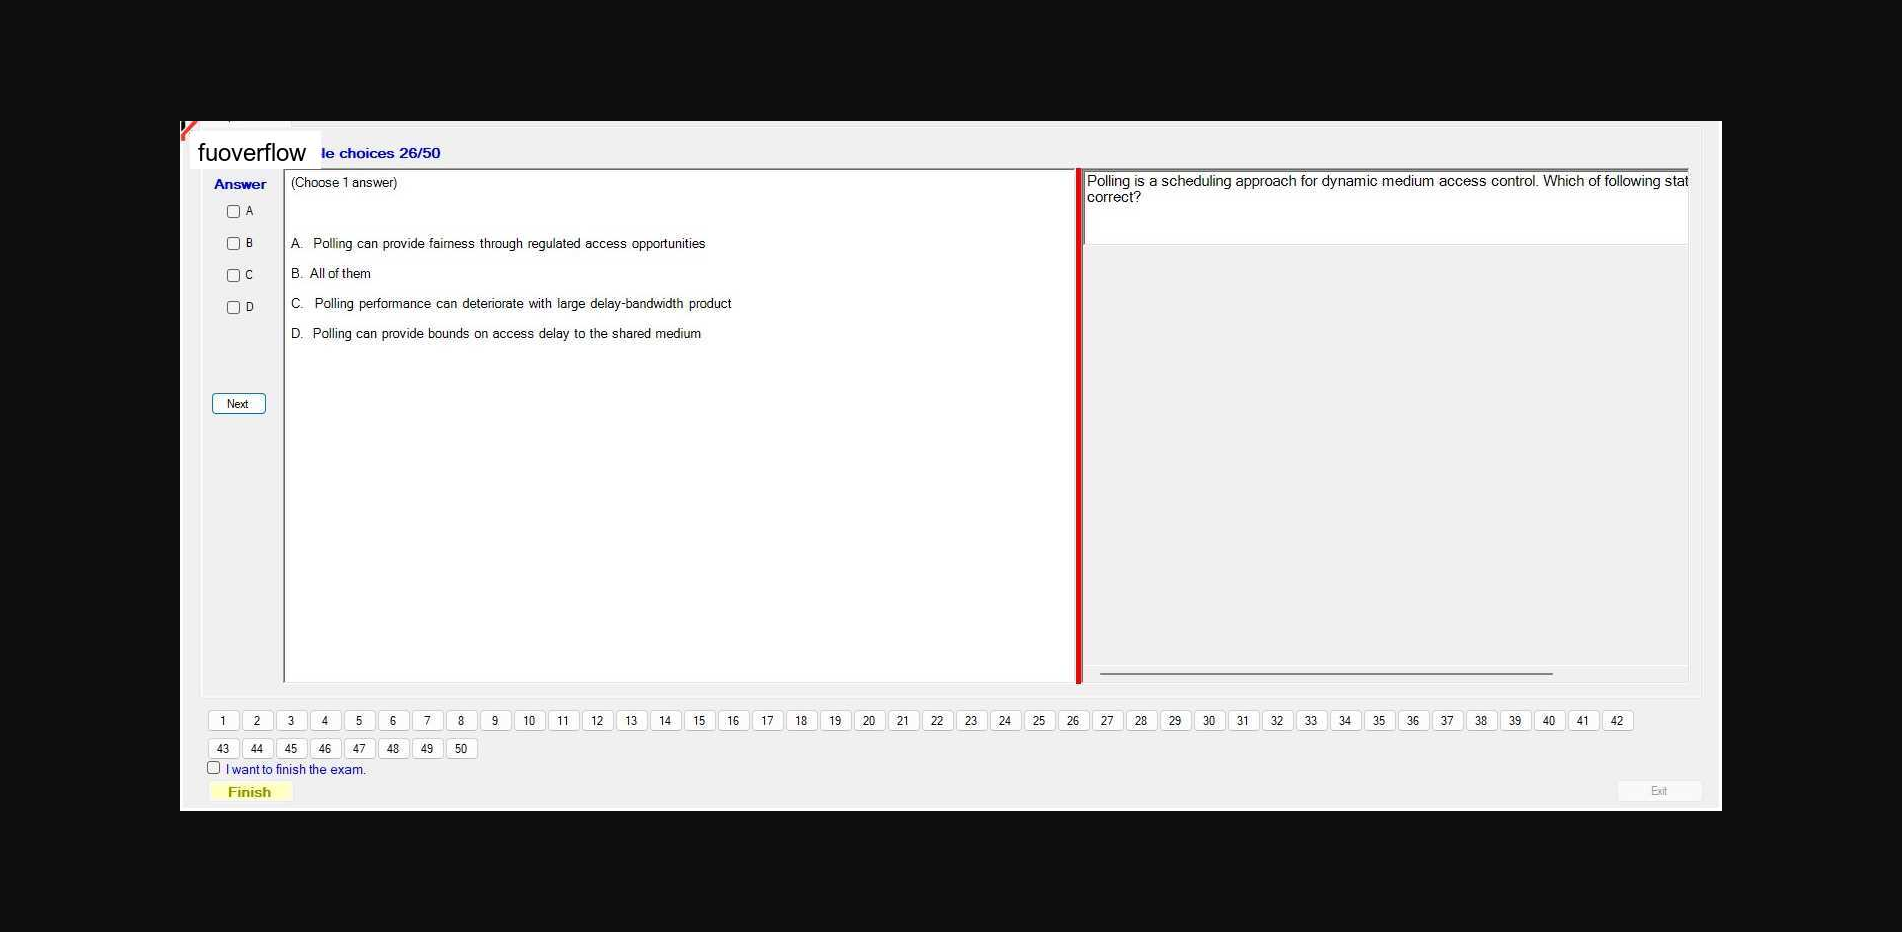 fuoverflow
le choices 26/50
Answer
A
B
C
D
Next
(Choose 1 answer)
A. Polling can provide fairness through regulated access opportunities
B. All of them
C. Polling performance can deteriorate with large delay-bandwidth product
D. Polling can provide bounds on access delay to the shared medium
Polling is a scheduling approach for dynamic medium access control. Which of following stat
correct?
1 2 3 4 5 6 7 8 9 10 11 12 13 14 15 16 17 18 19 20 21 22 23 24 25 26 27 28 29 30 31 32 33 34 35 36 37 38 39 40 41 42
43 44 45 46 47 48 49 50
I want to finish the exam.
Finish
Exit